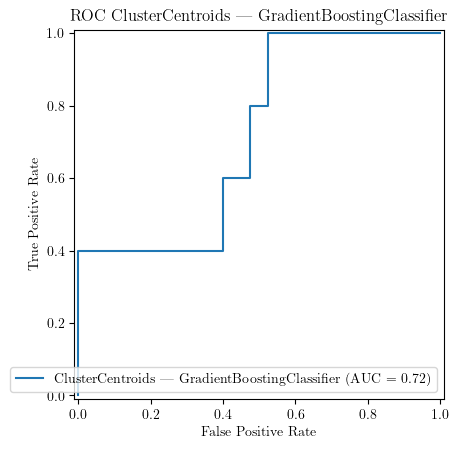 ROC ClusterCentroids — GradientBoostingClassifier
True Positive Rate
1.0
0.8
0.6
0.4
0.2
0.0
ClusterCentroids — GradientBoostingClassifier (AUC = 0.72)
0.0 0.2 0.4 0.6 0.8 1.0
False Positive Rate